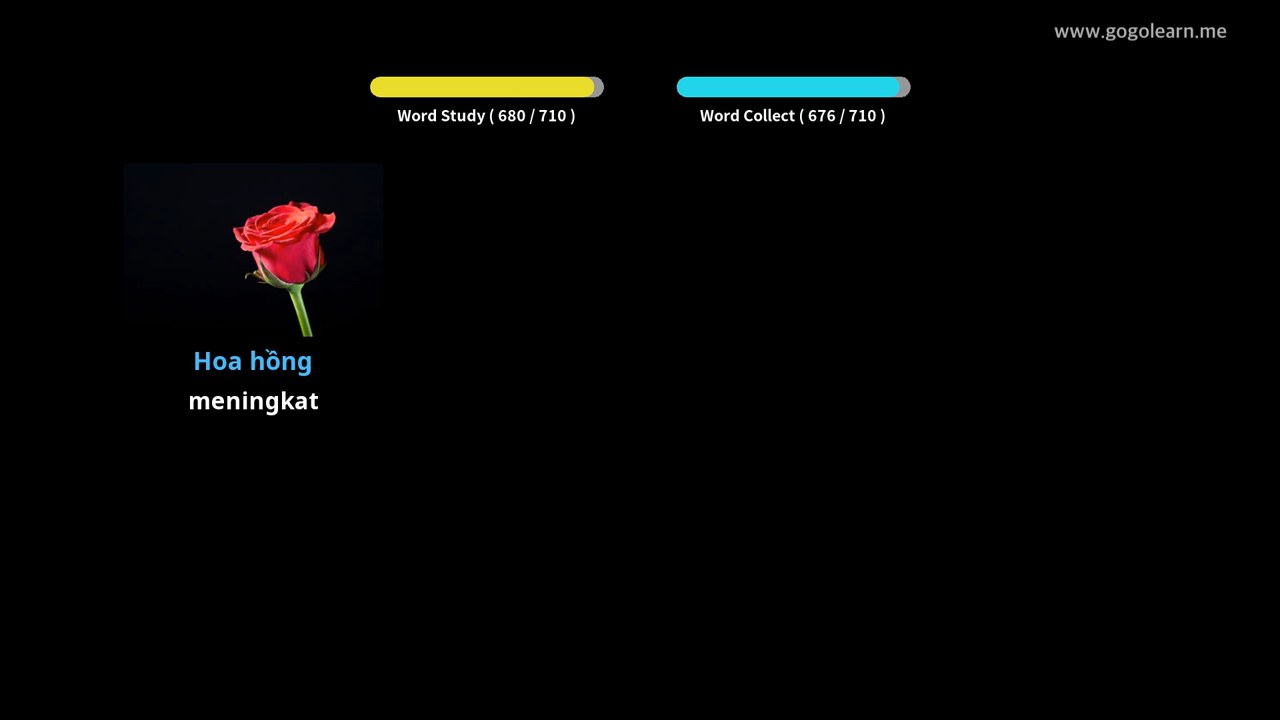 www.gogolearn.me
Word Study ( 680 / 710 )
Word Collect ( 676 / 710 )
Hoa hồng
meningkat